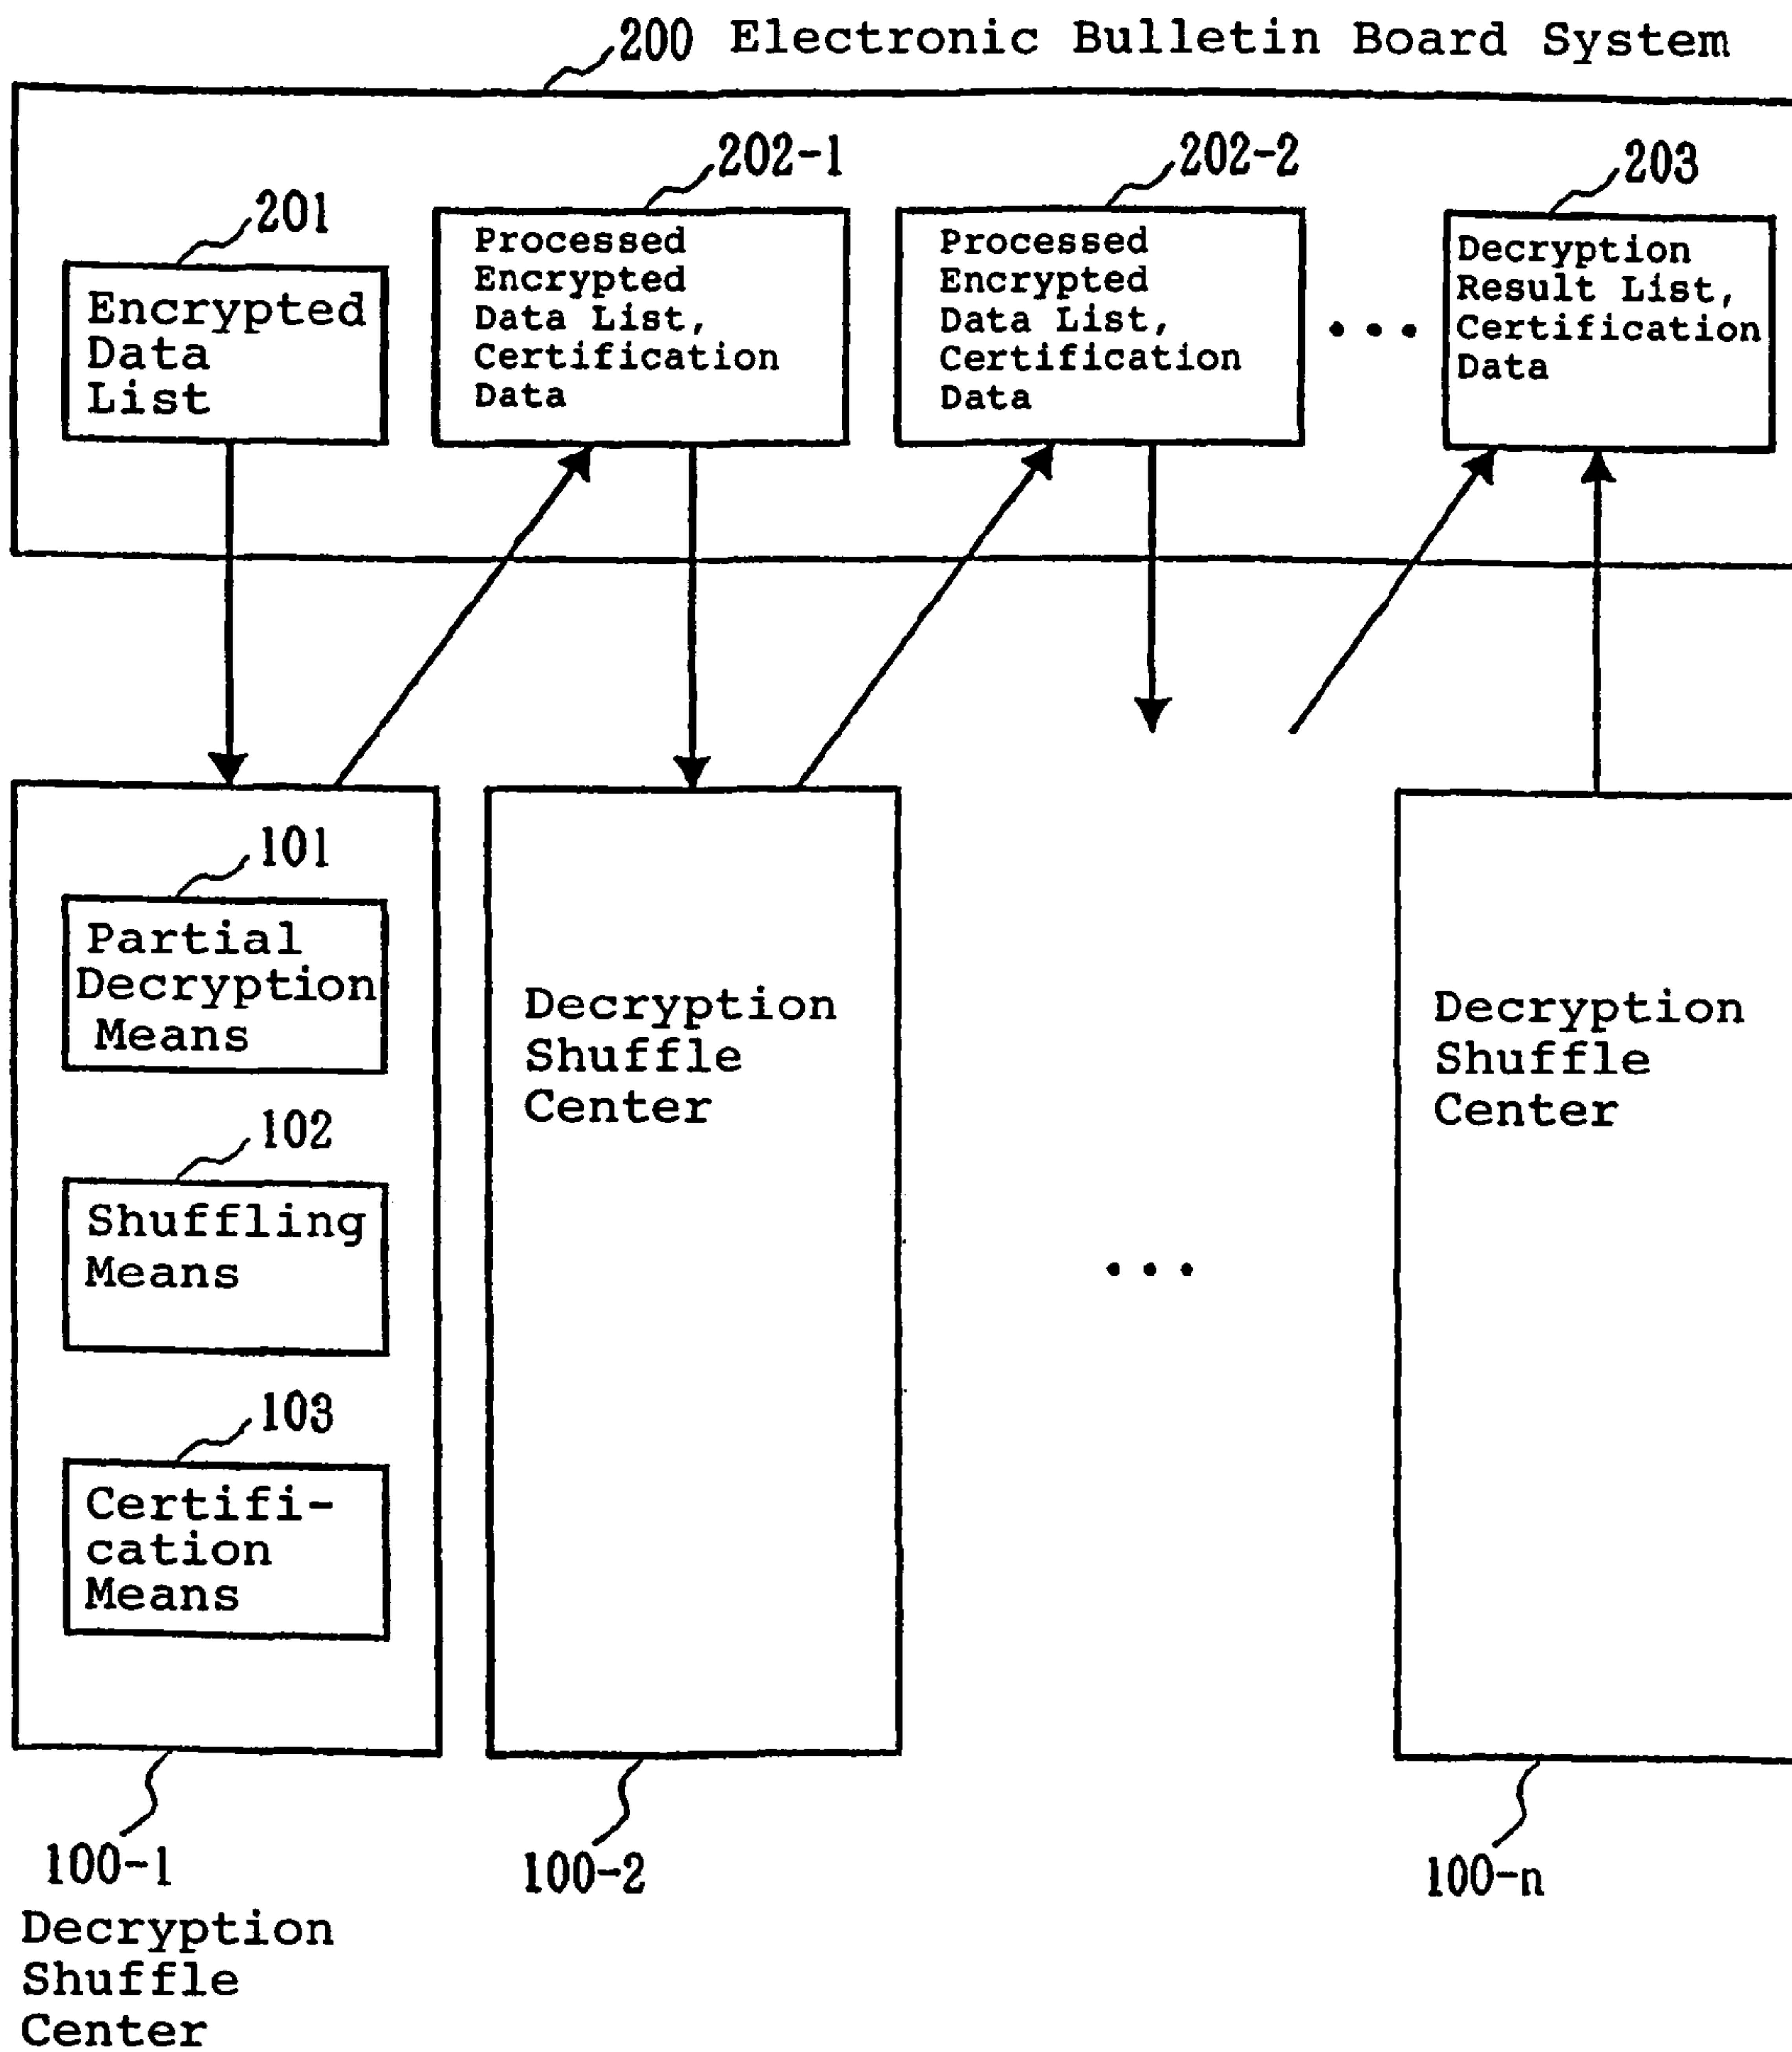 200 Electronic Bulletin Board System
201
Encrypted
Data
List
202-1
Processed
Encrypted
Data List,
Certification
Data
202-2
Processed
Encrypted
Data List,
Certification
Data
203
Decryption
Result List,
Certification
Data
101
Partial
Decryption
Means
102
Shuffling
Means
103
Certifi-
cation
Means
100-1
Decryption
Shuffle
Center
Decryption
Shuffle
Center
100-2
Decryption
Shuffle
Center
100-n